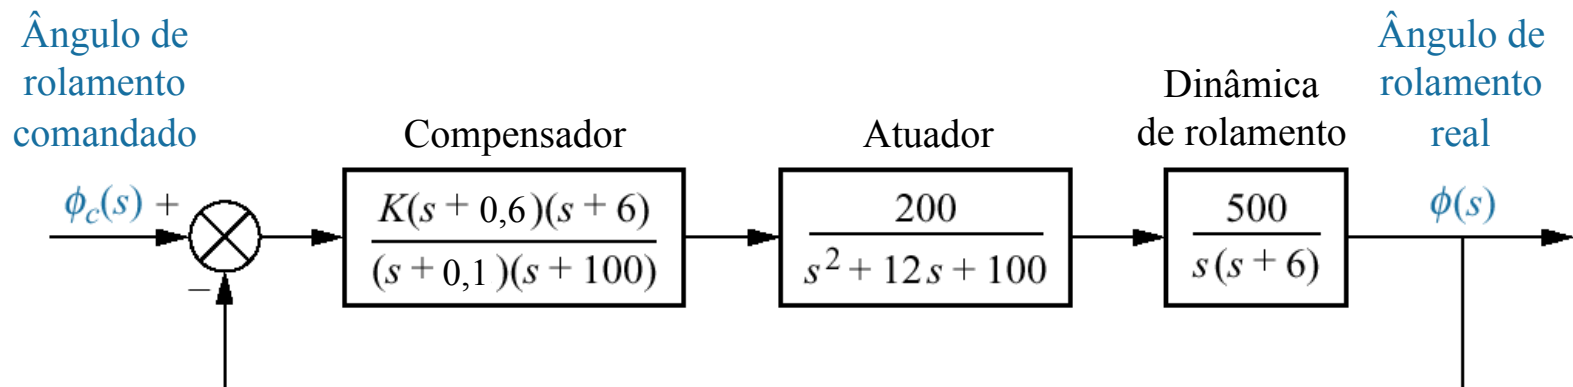 Ângulo de
rolamento
comandado
Compensador
Atuador
Dinâmica
de rolamento
Ângulo de
rolamento
real
ϕc(s) +
−
K(s + 0,6)(s + 6)
(s + 0,1)(s + 100)
200
s² + 12s + 100
500
s(s + 6)
ϕ(s)